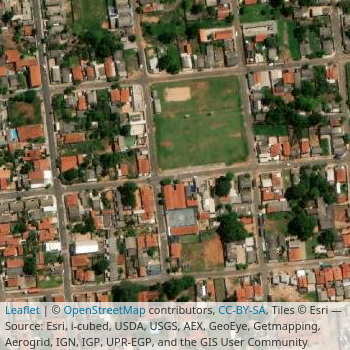 Leaflet | © OpenStreetMap contributors, CC-BY-SA, Tiles © Esri —
Source: Esri, i-cubed, USDA, USGS, AEX, GeoEye, Getmapping,
Aerogrid, IGN, IGP, UPR-EGP, and the GIS User Community